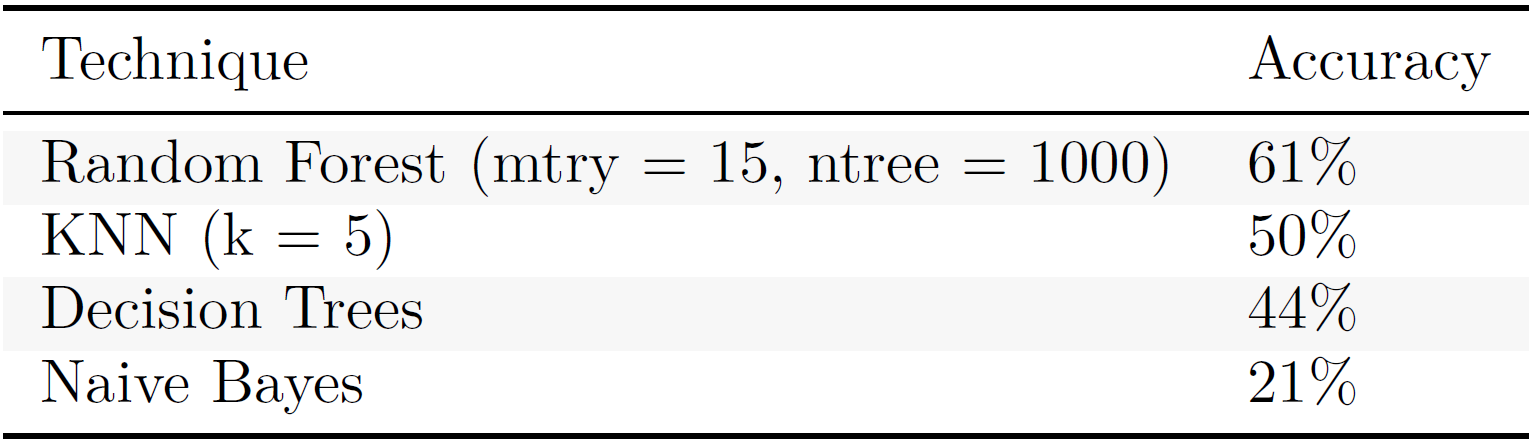 Technique Accuracy
Random Forest (mtry = 15, ntree = 1000) 61%
KNN (k = 5) 50%
Decision Trees 44%
Naive Bayes 21%